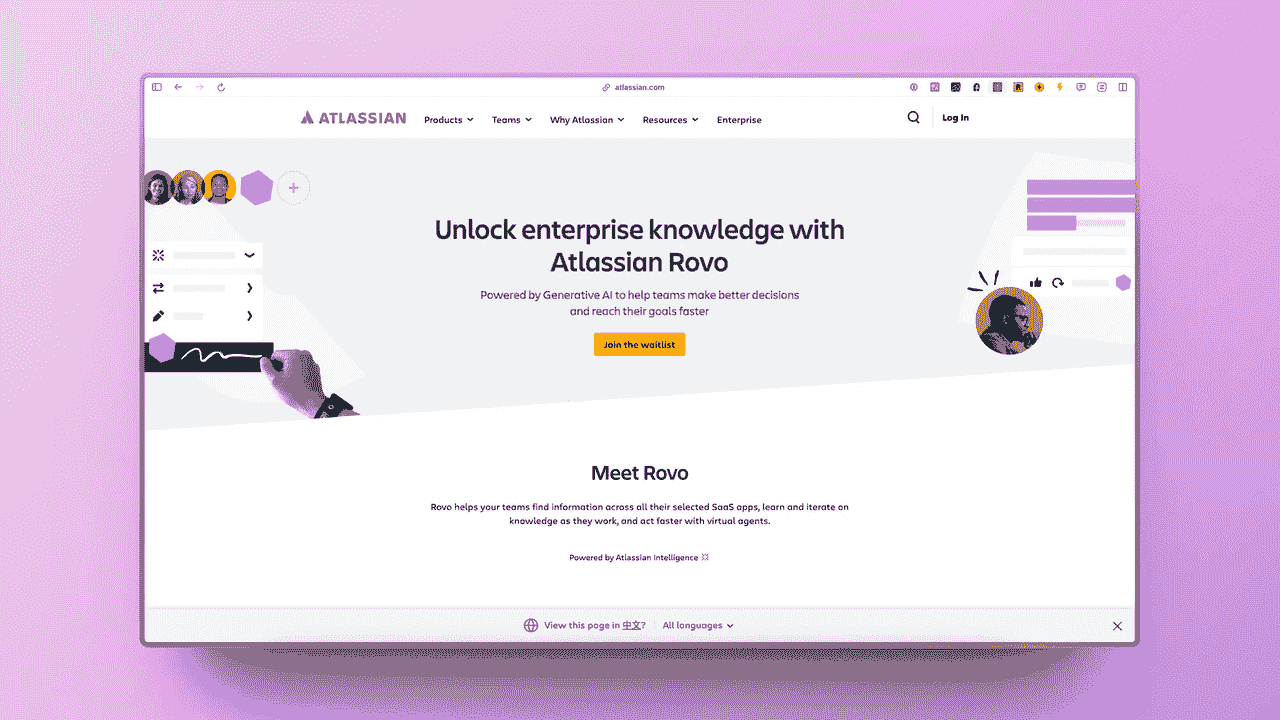 atlassian.com
ATLASSIAN Products Teams Why Atlassian Resources Enterprise Log In
Unlock enterprise knowledge with
Atlassian Rovo
Powered by Generative AI to help teams make better decisions
and reach their goals faster
Join the waitlist
Meet Rovo
Rovo helps your teams find information across all their selected SaaS apps, learn and iterate on
knowledge as they work, and act faster with virtual agents.
Powered by Atlassian Intelligence
View this page in 中文? All languages